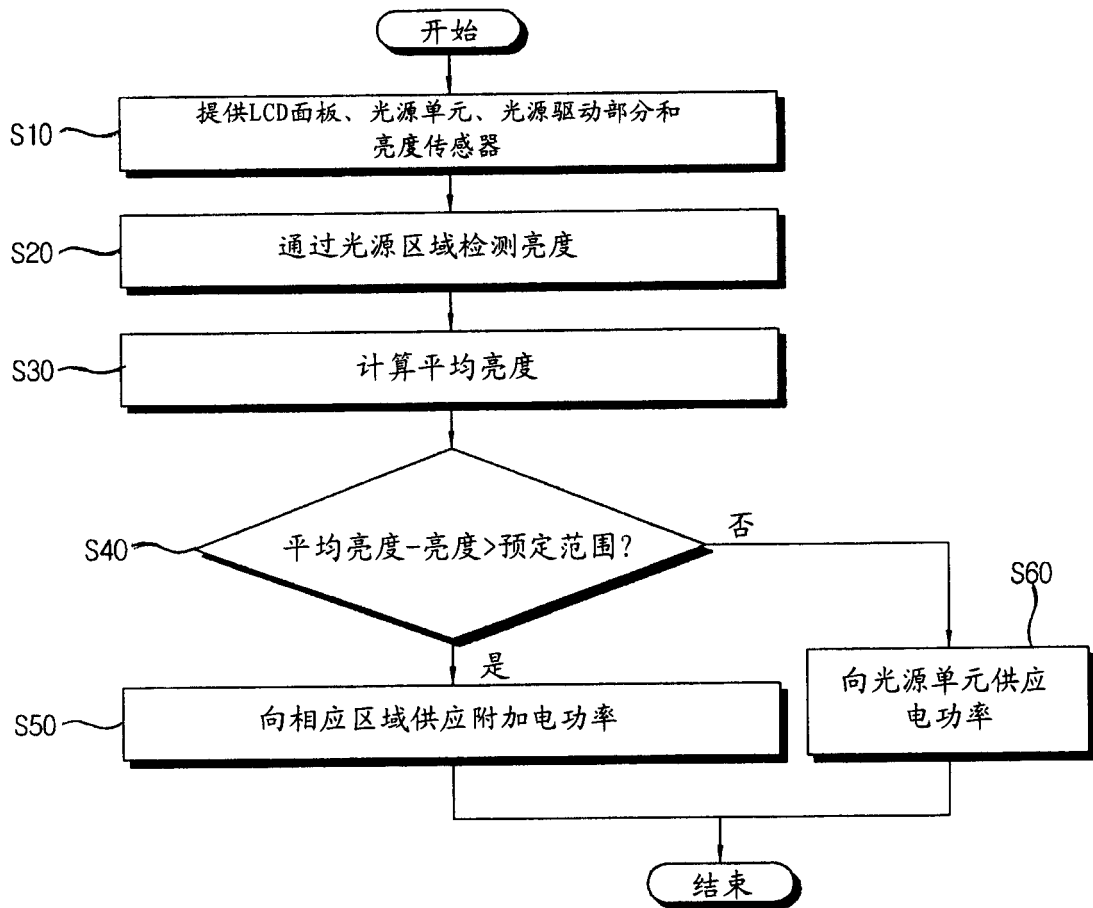 开始
S10
提供LCD面板、光源单元、光源驱动部分和
亮度传感器
S20
通过光源区域检测亮度
S30
计算平均亮度
S40
平均亮度-亮度>预定范围?
否
是
S60
S50
向相应区域供应附加电功率
向光源单元供应
电功率
结束